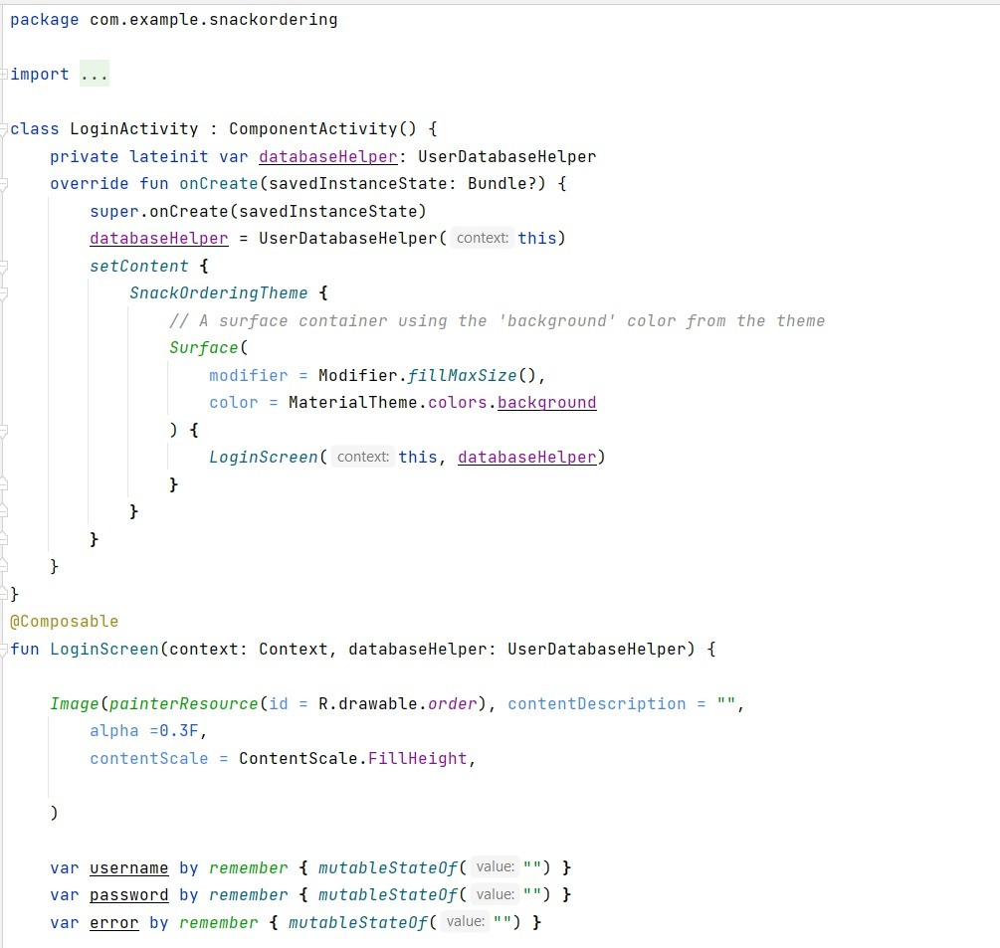 package com.example.snackordering
import ...
class LoginActivity : ComponentActivity() {
    private lateinit var databaseHelper: UserDatabaseHelper
    override fun onCreate(savedInstanceState: Bundle?) {
        super.onCreate(savedInstanceState)
        databaseHelper = UserDatabaseHelper( context: this)
        setContent {
            SnackOrderingTheme {
                // A surface container using the 'background' color from the theme
                Surface(
                    modifier = Modifier.fillMaxSize(),
                    color = MaterialTheme.colors.background
                ) {
                    LoginScreen( context: this, databaseHelper)
                }
            }
        }
    }
}
@Composable
fun LoginScreen(context: Context, databaseHelper: UserDatabaseHelper) {
    Image(painterResource(id = R.drawable.order), contentDescription = "",
        alpha =0.3F,
        contentScale = ContentScale.FillHeight,
    )
    var username by remember { mutableStateOf( value: "") }
    var password by remember { mutableStateOf( value: "") }
    var error by remember { mutableStateOf( value: "") }